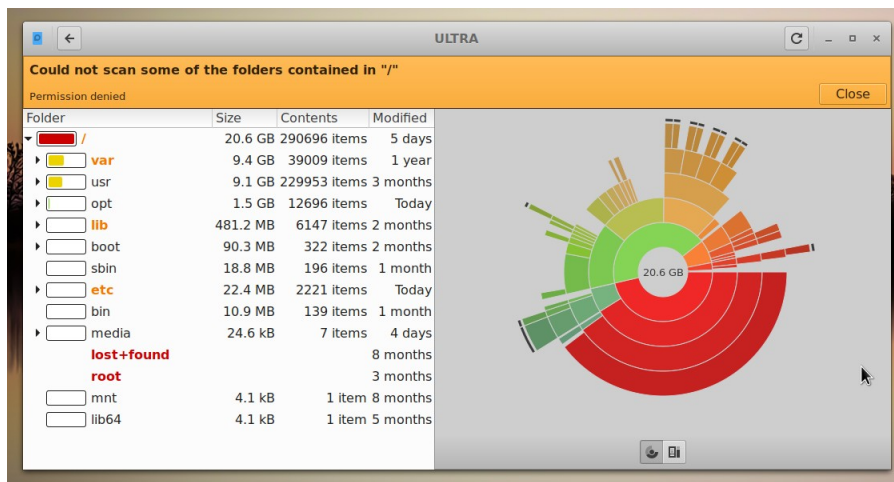 ULTRA
Could not scan some of the folders contained in "/"
Permission denied
Close
Folder Size Contents Modified
/ 20.6 GB 290696 items 5 days
var 9.4 GB 39009 items 1 year
usr 9.1 GB 229953 items 3 months
opt 1.5 GB 12696 items Today
lib 481.2 MB 6147 items 2 months
boot 90.3 MB 322 items 2 months
sbin 18.8 MB 196 items 1 month
etc 22.4 MB 2221 items Today
bin 10.9 MB 139 items 1 month
media 24.6 kB 7 items 4 days
lost+found 8 months
root 3 months
mnt 4.1 kB 1 item 8 months
lib64 4.1 kB 1 item 5 months
20.6 GB